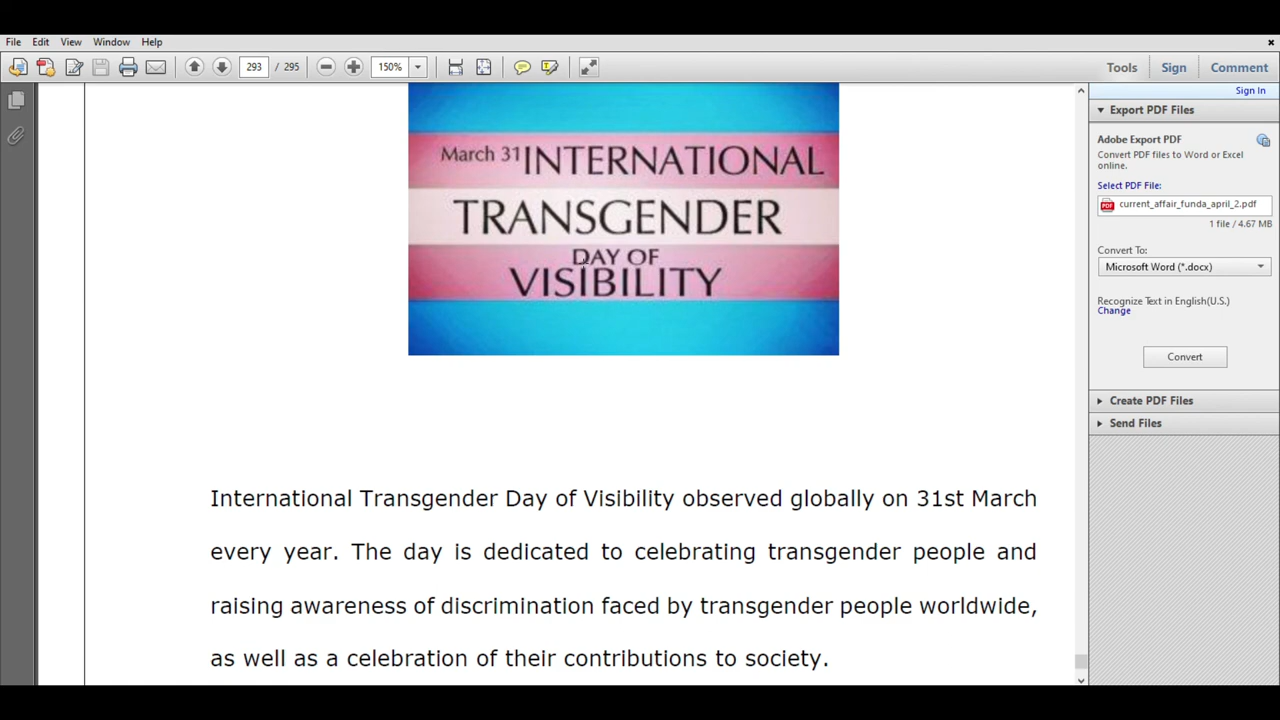 File Edit View Window Help
293 / 295 150% Tools Sign Comment
Sign In
Export PDF Files
Adobe Export PDF
Convert PDF files to Word or Excel
online.
Select PDF File:
current_affair_funda_april_2.pdf
1 file / 4.67 MB
Convert To:
Microsoft Word (*.docx)
Recognize Text in English(U.S.)
Change
Convert
Create PDF Files
Send Files
March 31 INTERNATIONAL
TRANSGENDER
DAY OF
VISIBILITY
International Transgender Day of Visibility observed globally on 31st March
every year. The day is dedicated to celebrating transgender people and
raising awareness of discrimination faced by transgender people worldwide,
as well as a celebration of their contributions to society.